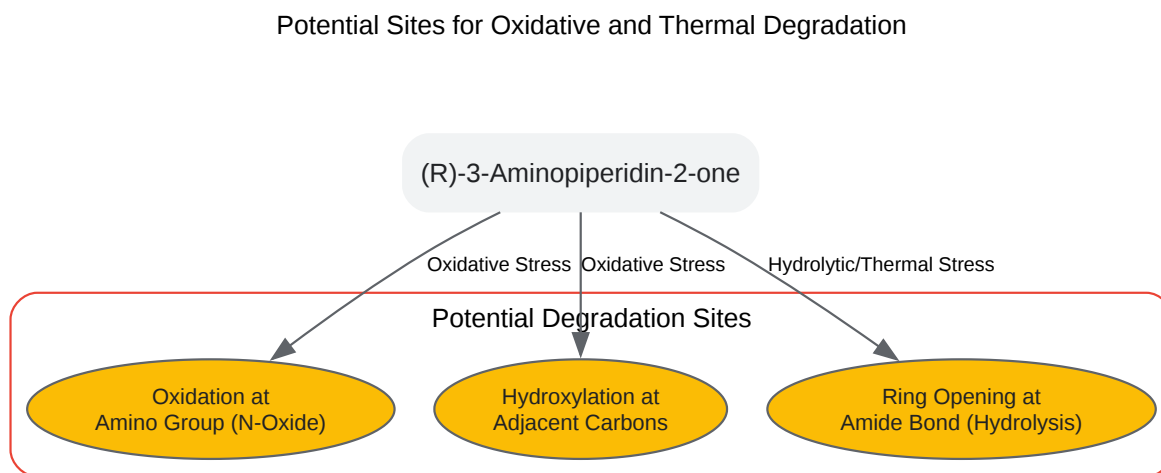 Potential Sites for Oxidative and Thermal Degradation
(R)-3-Aminopiperidin-2-one
Oxidative Stress
Oxidative Stress
Hydrolytic/Thermal Stress
Potential Degradation Sites
Oxidation at
Amino Group (N-Oxide)
Hydroxylation at
Adjacent Carbons
Ring Opening at
Amide Bond (Hydrolysis)